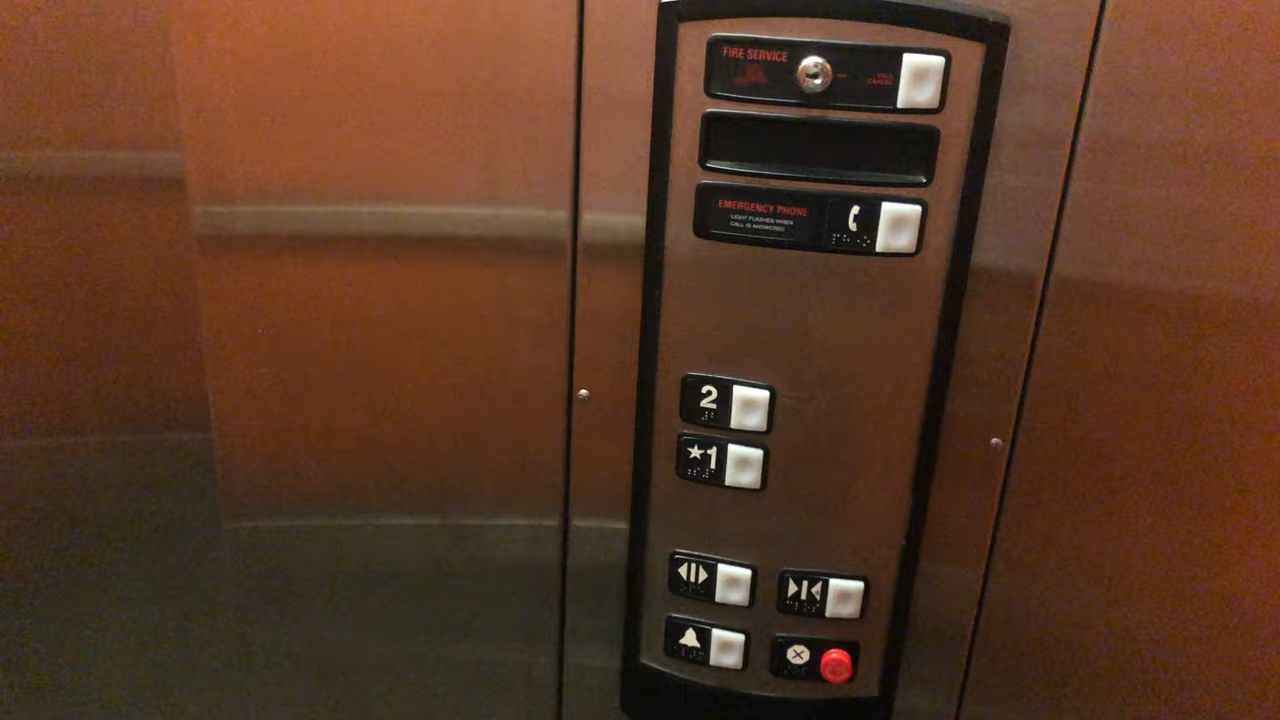 FIRE SERVICE
CALL
CANCEL
EMERGENCY PHONE
LIGHT FLASHES WHEN
CALL IS ANSWERED
2
★1